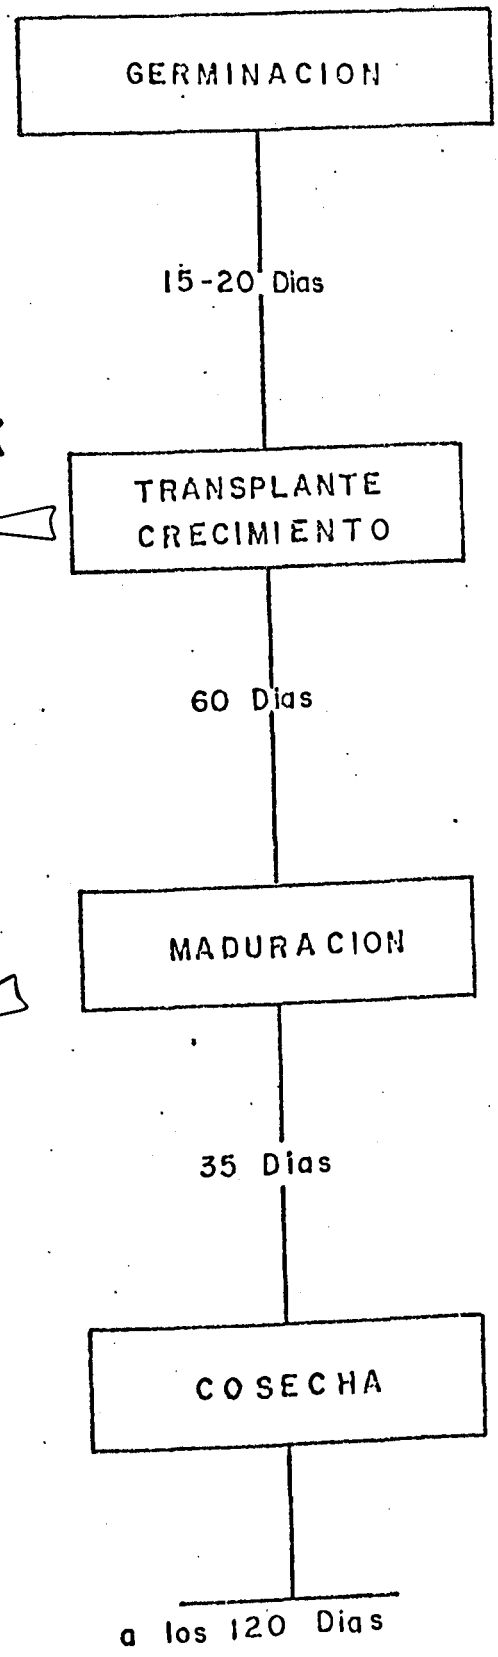 GERMINACION
15-20 Dias
TRANSPLANTE
CRECIMIENTO
60 Dias
MADURACION
35 Dias
COSECHA
a los 120 Dias